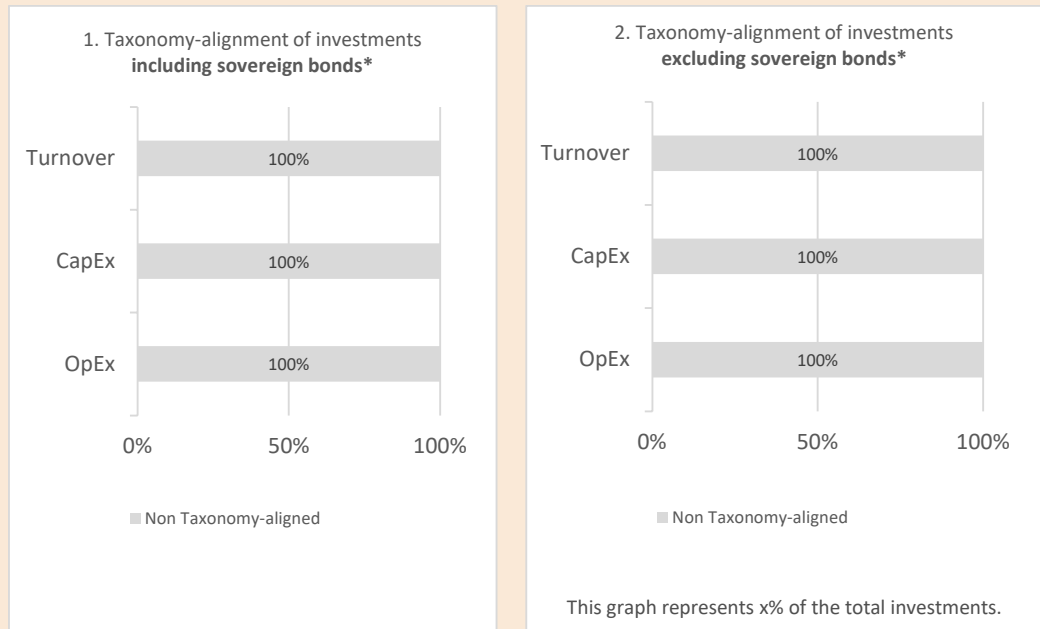 1. Taxonomy-alignment of investments
including sovereign bonds*
Turnover
100%
CapEx
100%
OpEx
100%
0%
50%
100%
Non Taxonomy-aligned
2. Taxonomy-alignment of investments
excluding sovereign bonds*
Turnover
100%
CapEx
100%
OpEx
100%
0%
50%
100%
Non Taxonomy-aligned
This graph represents x% of the total investments.